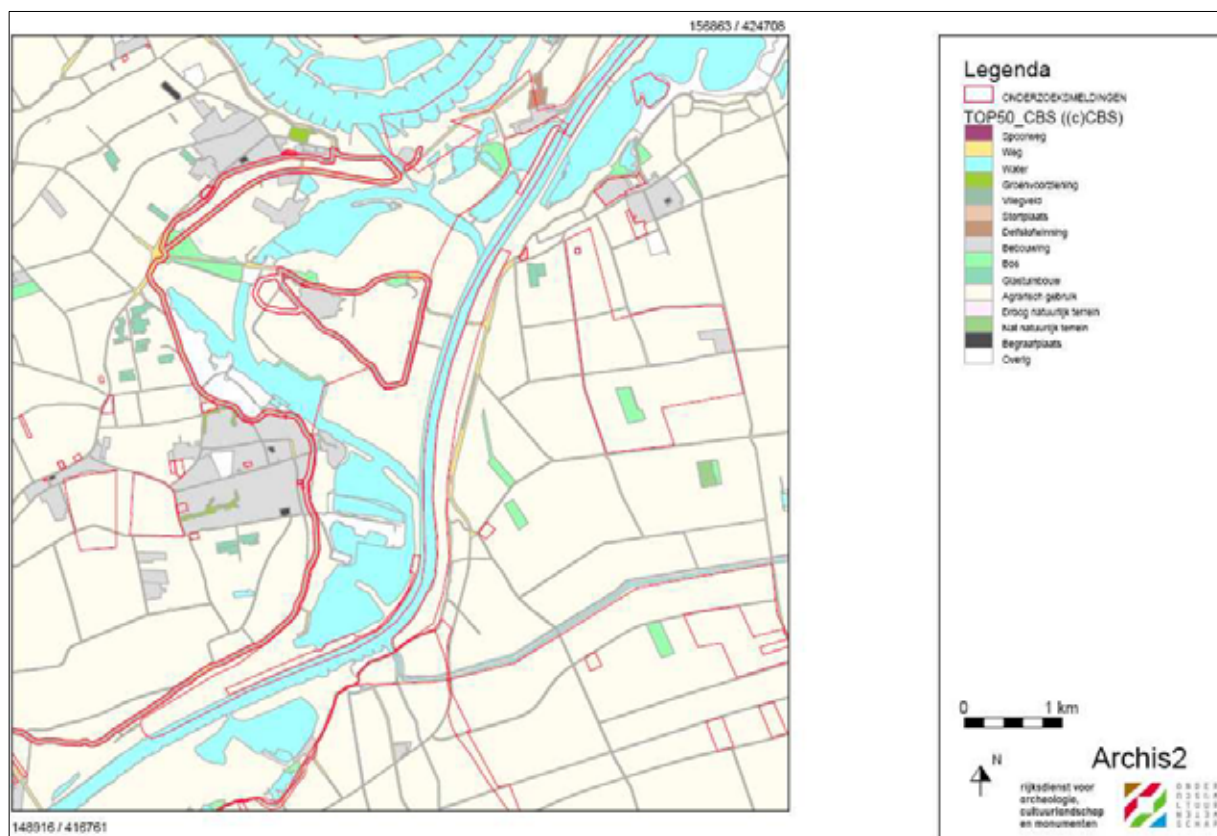 156863 / 424708
Legenda
ONDERZOEKSMELDINGEN
TOP50_CBS ((c)CBS)
Spoorweg
Weg
Water
Groenvoorziening
Vliegveld
Stortplaats
Delfstofwinning
Bebouwing
Bos
Glastuinbouw
Agrarisch gebruik
Droog natuurlijk terrein
Nat natuurlijk terrein
Begraafplaats
Overig
0 1 km
N
Archis2
rijksdienst voor
archeologie,
cultuurlandschap
en monumenten
148916 / 416761